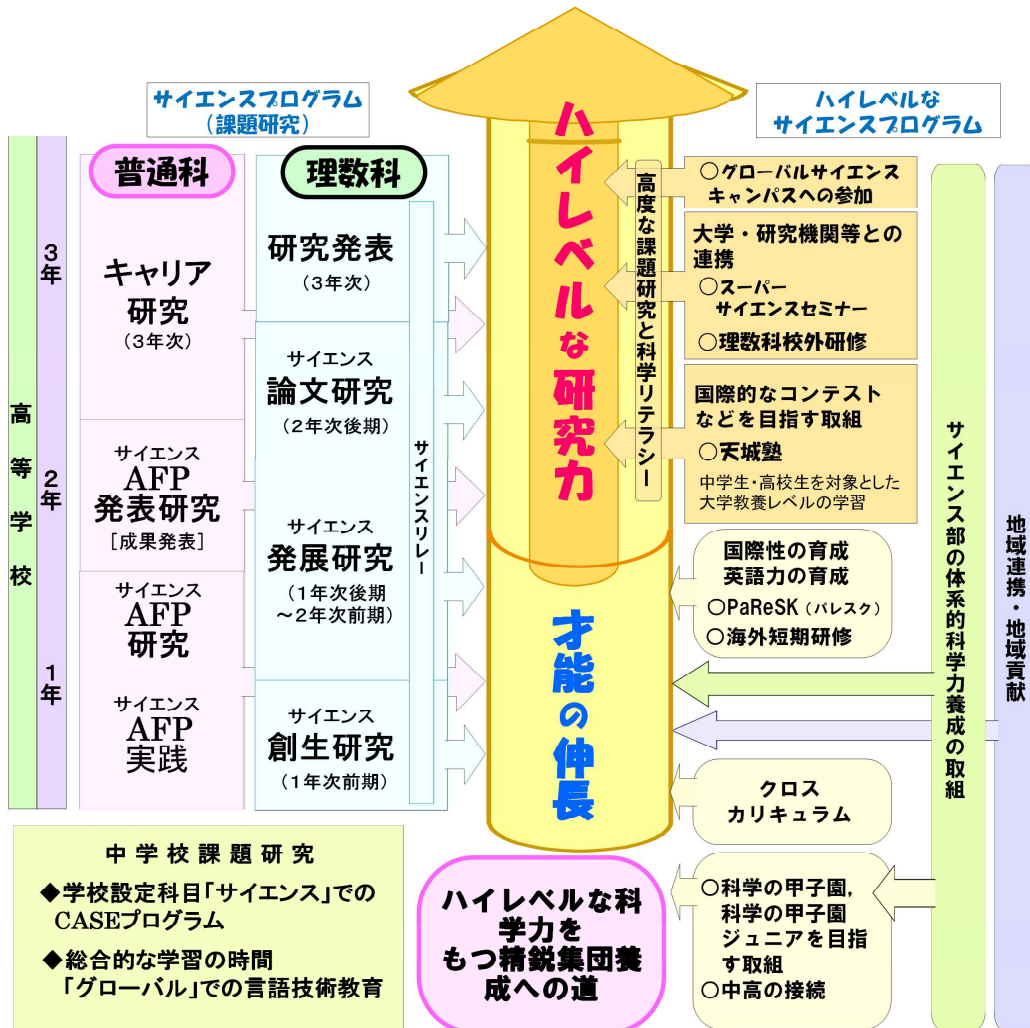 サイエンスプログラム
（課題研究）
ハイレベルな
サイエンスプログラム
高等学校
3年
2年
1年
普通科
キャリア
研究
（3年次）
サイエンス
AFP
発表研究
[成果発表]
サイエンス
AFP
研究
サイエンス
AFP
実践
理数科
研究発表
（3年次）
サイエンス
論文研究
（2年次後期）
サイエンス
発展研究
（1年次後期
～2年次前期）
サイエンス
創生研究
（1年次前期）
サイエンスリレー
ハイレベルな研究力
才能の伸長
高度な課題研究と科学リテラシー
○グローバルサイエンス
キャンパスへの参加
大学・研究機関等との
連携
○スーパー
サイエンスセミナー
○理数科校外研修
国際的なコンテスト
などを目指す取組
○天城塾
中学生・高校生を対象とした
大学教養レベルの学習
国際性の育成
英語力の育成
○PaReSK（パレスク）
○海外短期研修
クロス
カリキュラム
○科学の甲子園,
科学の甲子園
ジュニアを目指
す取組
○中高の接続
サイエンス部の体系的科学力養成の取組
地域連携・地域貢献
中学校課題研究
◆学校設定科目「サイエンス」での
CASEプログラム
◆総合的な学習の時間
「グローバル」での言語技術教育
ハイレベルな科
学力を
もつ精鋭集団養
成への道